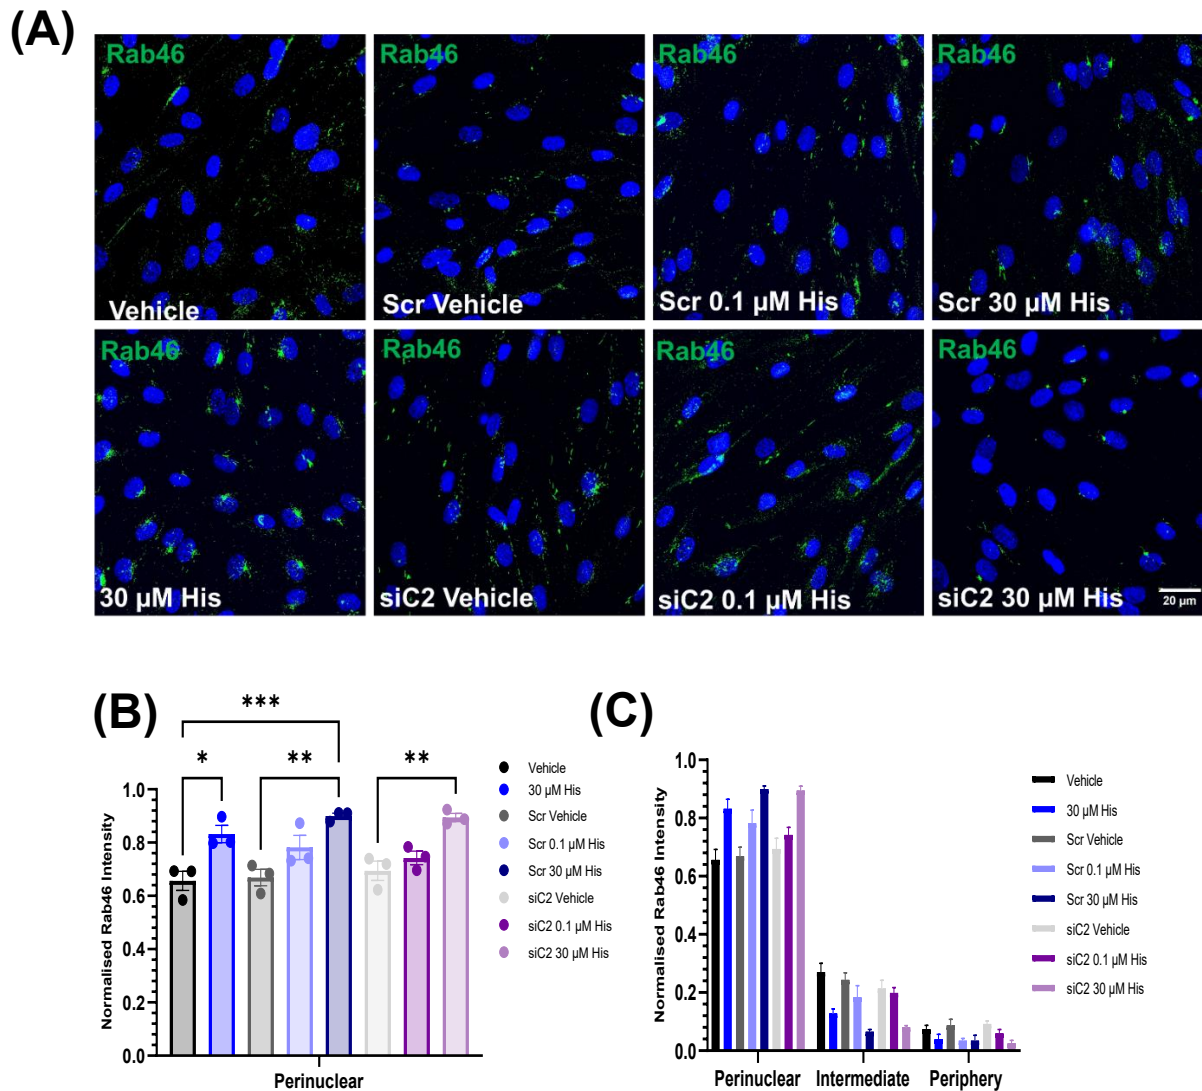 (A)
Rab46
Vehicle
Rab46
Scr Vehicle
Rab46
Scr 0.1 µM His
Rab46
Scr 30 µM His
Rab46
30 µM His
Rab46
siC2 Vehicle
Rab46
siC2 0.1 µM His
Rab46
siC2 30 µM His
20 µm
(B)
***
*
**
**
Normalised Rab46 Intensity
1.0
0.8
0.6
0.4
0.2
0.0
Perinuclear
Vehicle
30 µM His
Scr Vehicle
Scr 0.1 µM His
Scr 30 µM His
siC2 Vehicle
siC2 0.1 µM His
siC2 30 µM His
(C)
Normalised Rab46 Intensity
1.0
0.8
0.6
0.4
0.2
0.0
Perinuclear
Intermediate
Periphery
Vehicle
30 µM His
Scr Vehicle
Scr 0.1 µM His
Scr 30 µM His
siC2 Vehicle
siC2 0.1 µM His
siC2 30 µM His